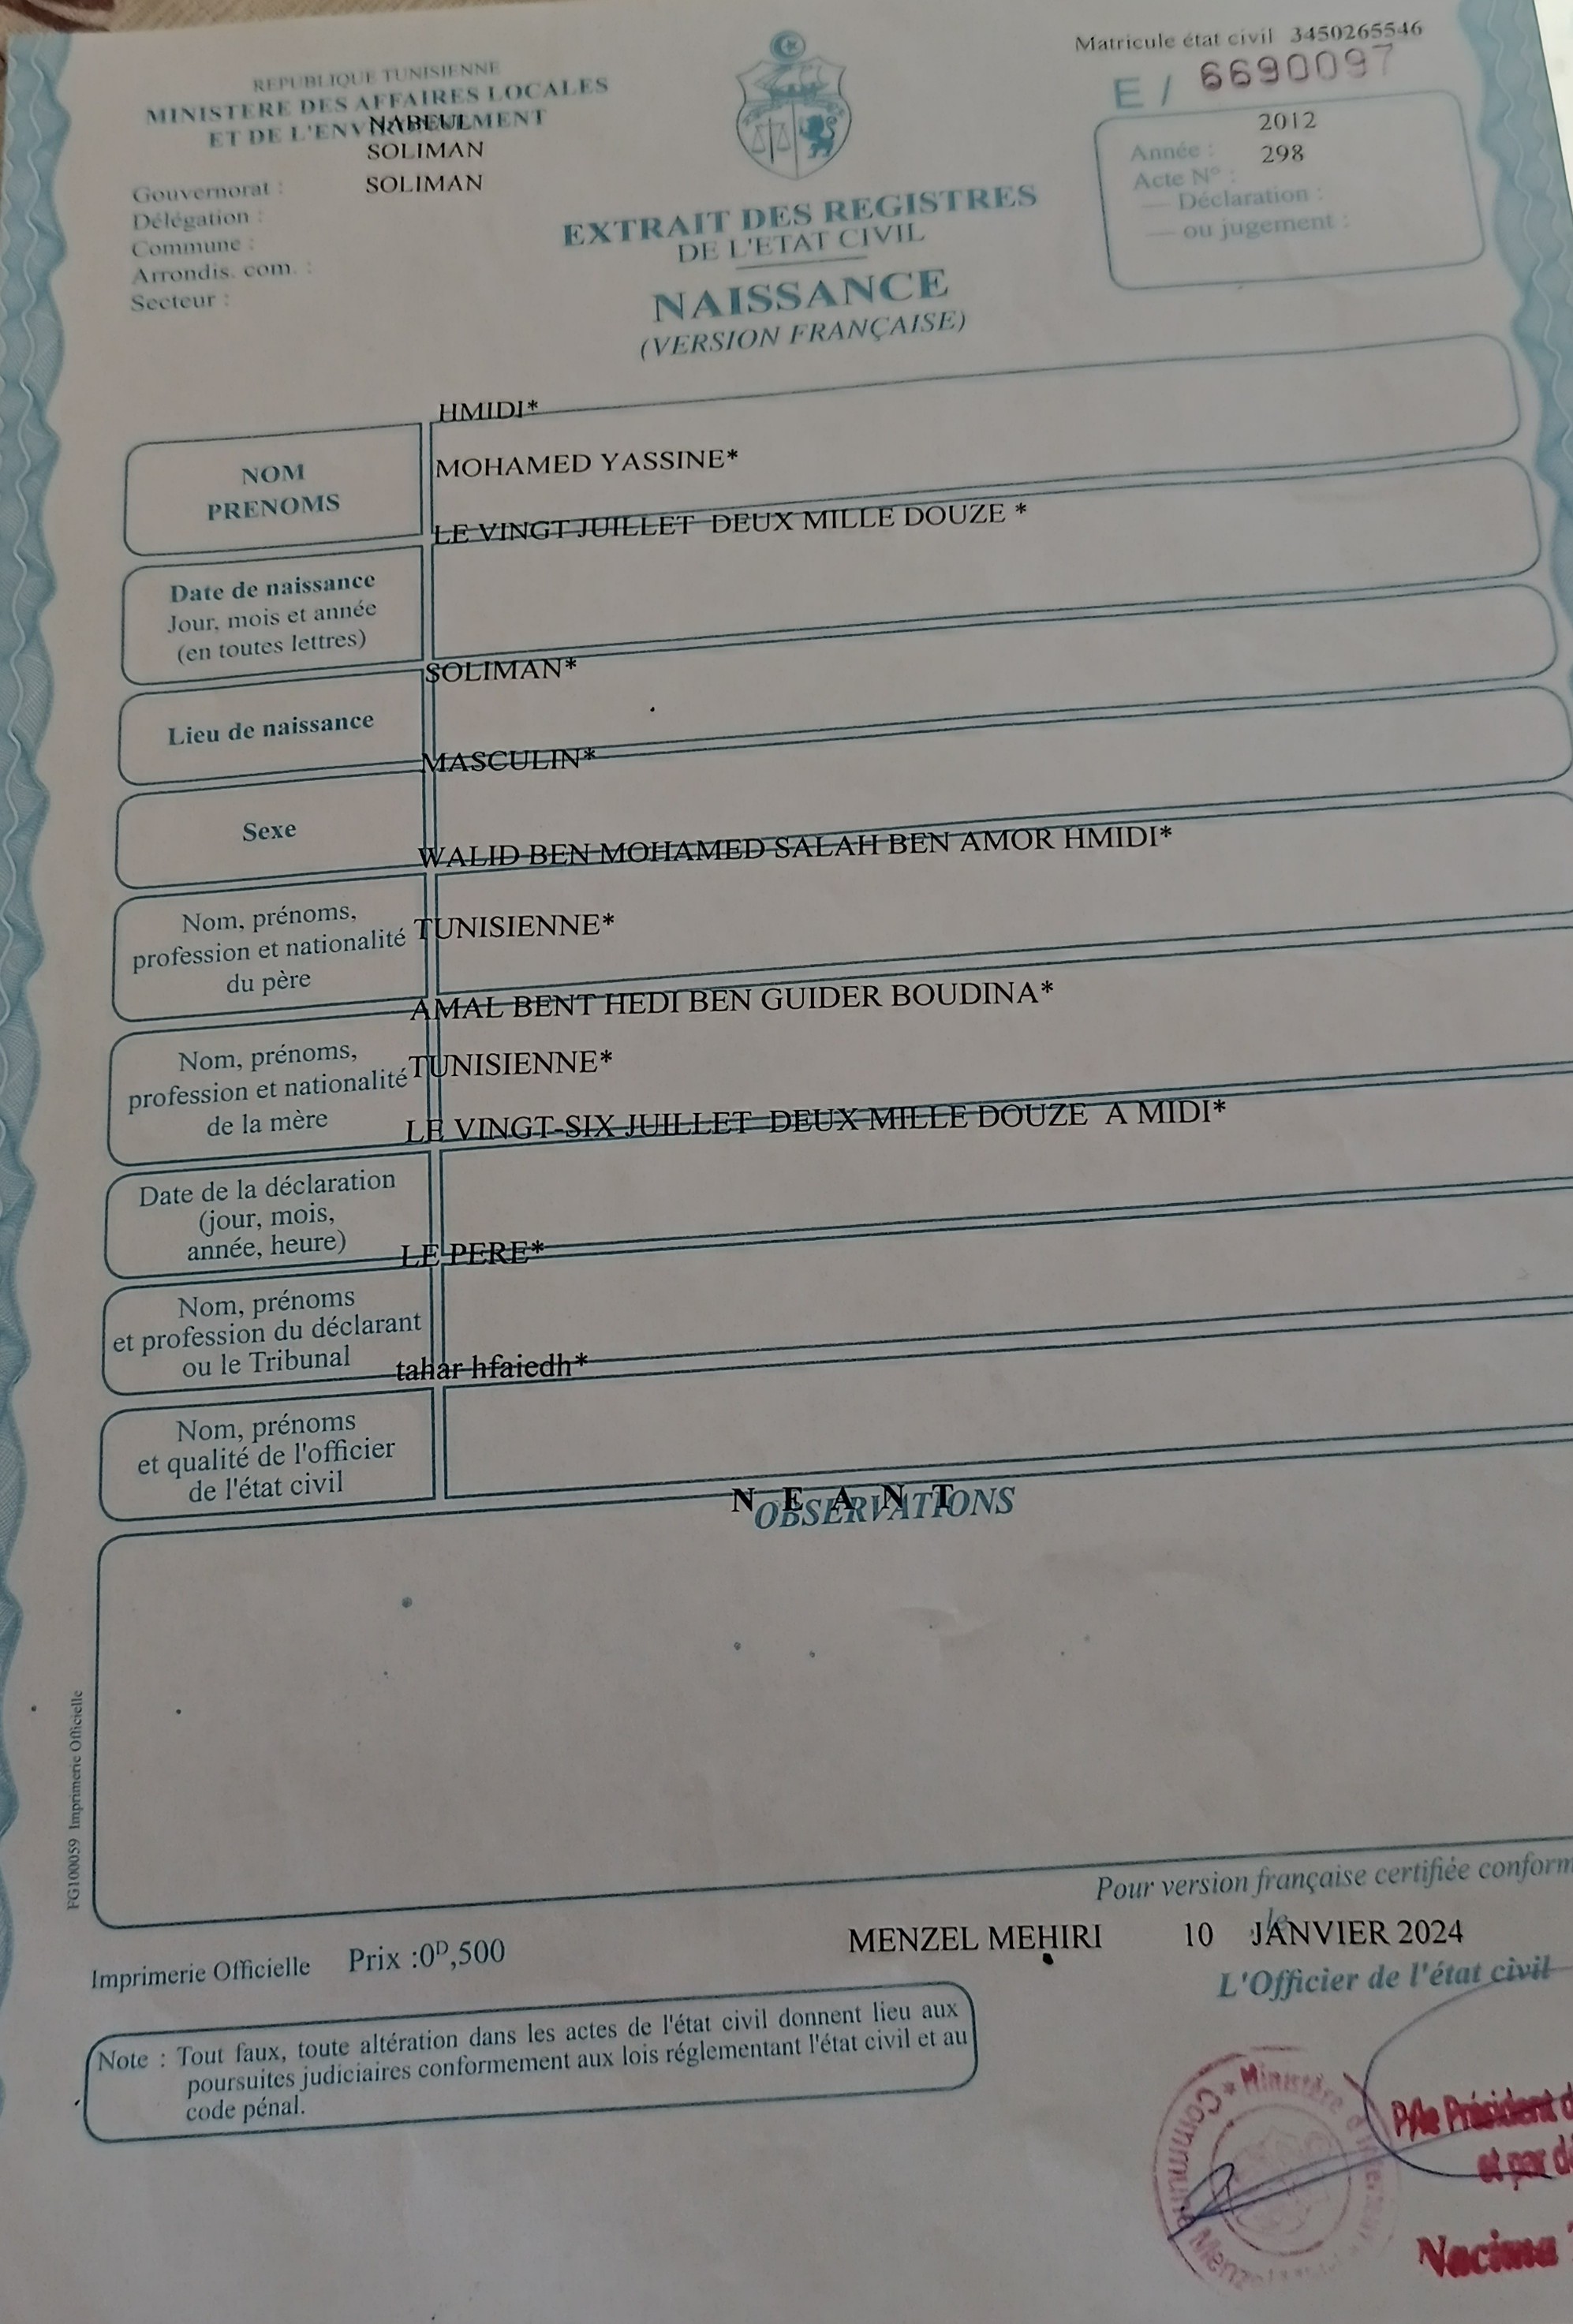 Matricule état civil 3450265546
E / 6690097
REPUBLIQUE TUNISIENNE
MINISTERE DES AFFAIRES LOCALES
ET DE L'ENVIRONNEMENT
NABEUL
SOLIMAN
SOLIMAN
Gouvernorat :
Délégation :
Commune :
Arrondis. com. :
Secteur :
2012
Année :
298
Acte N° :
— Déclaration :
— ou jugement :
EXTRAIT DES REGISTRES
DE L'ETAT CIVIL
NAISSANCE
(VERSION FRANÇAISE)
HMIDI*
NOM
PRENOMS
MOHAMED YASSINE*
LE VINGT JUILLET DEUX MILLE DOUZE *
Date de naissance
Jour, mois et année
(en toutes lettres)
SOLIMAN*
Lieu de naissance
MASCULIN*
Sexe
WALID BEN MOHAMED SALAH BEN AMOR HMIDI*
Nom, prénoms,
profession et nationalité
du père
TUNISIENNE*
AMAL BENT HEDI BEN GUIDER BOUDINA*
Nom, prénoms,
profession et nationalité
de la mère
TUNISIENNE*
LE VINGT-SIX JUILLET DEUX MILLE DOUZE A MIDI*
Date de la déclaration
(jour, mois,
année, heure)
LE PERE*
Nom, prénoms
et profession du déclarant
ou le Tribunal
tahar hfaiedh*
Nom, prénoms
et qualité de l'officier
de l'état civil
N E A N T
OBSERVATIONS
FG100059 Imprimerie Officielle
Pour version française certifiée conform
MENZEL MEHIRI le 10 JANVIER 2024
L'Officier de l'état civil
Imprimerie Officielle Prix :0D,500
Note : Tout faux, toute altération dans les actes de l'état civil donnent lieu aux
poursuites judiciaires conformement aux lois réglementant l'état civil et au
code pénal.
Commune * Ministère
P/le Président d
et par dé
Nacima